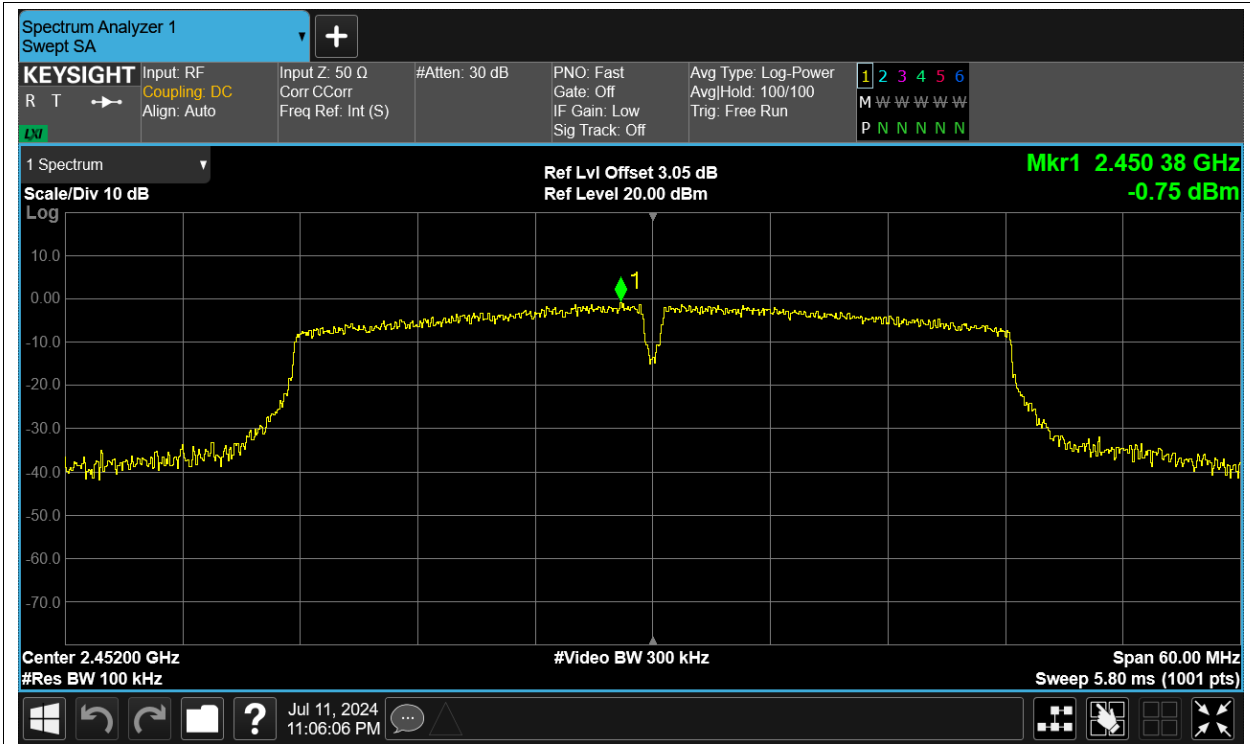 Spectrum Analyzer 1
Swept SA
KEYSIGHT
R T
LXI
Input: RF
Coupling: DC
Align: Auto
Input Z: 50 Ω
Corr CCorr
Freq Ref: Int (S)
#Atten: 30 dB
PNO: Fast
Gate: Off
IF Gain: Low
Sig Track: Off
Avg Type: Log-Power
Avg|Hold: 100/100
Trig: Free Run
1 2 3 4 5 6
M W W W W W
P N N N N N
1 Spectrum
Scale/Div 10 dB
Log
Ref Lvl Offset 3.05 dB
Ref Level 20.00 dBm
Mkr1 2.450 38 GHz
-0.75 dBm
1
10.0
0.00
-10.0
-20.0
-30.0
-40.0
-50.0
-60.0
-70.0
Center 2.45200 GHz
#Res BW 100 kHz
#Video BW 300 kHz
Span 60.00 MHz
Sweep 5.80 ms (1001 pts)
?
Jul 11, 2024
11:06:06 PM